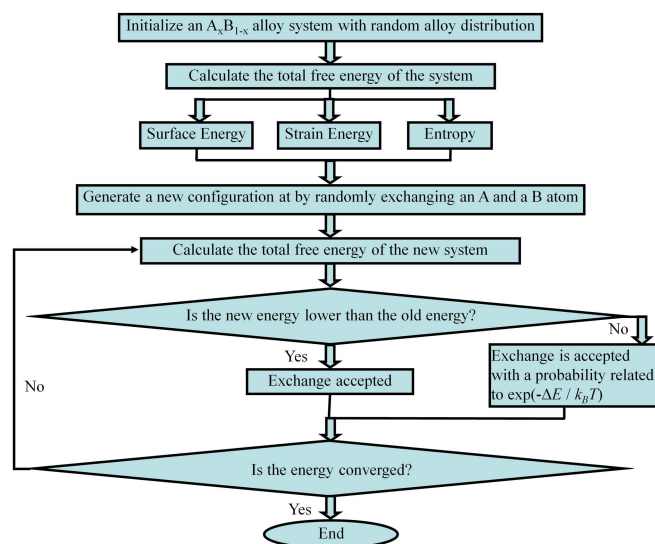 Initialize an AₓB₁₋ₓ alloy system with random alloy distribution
Calculate the total free energy of the system
Surface Energy
Strain Energy
Entropy
Generate a new configuration at by randomly exchanging an A and a B atom
Calculate the total free energy of the new system
Is the new energy lower than the old energy?
No
Yes
Exchange accepted
Exchange is accepted
with a probability related
to exp(-ΔE / k_BT)
No
Is the energy converged?
Yes
End